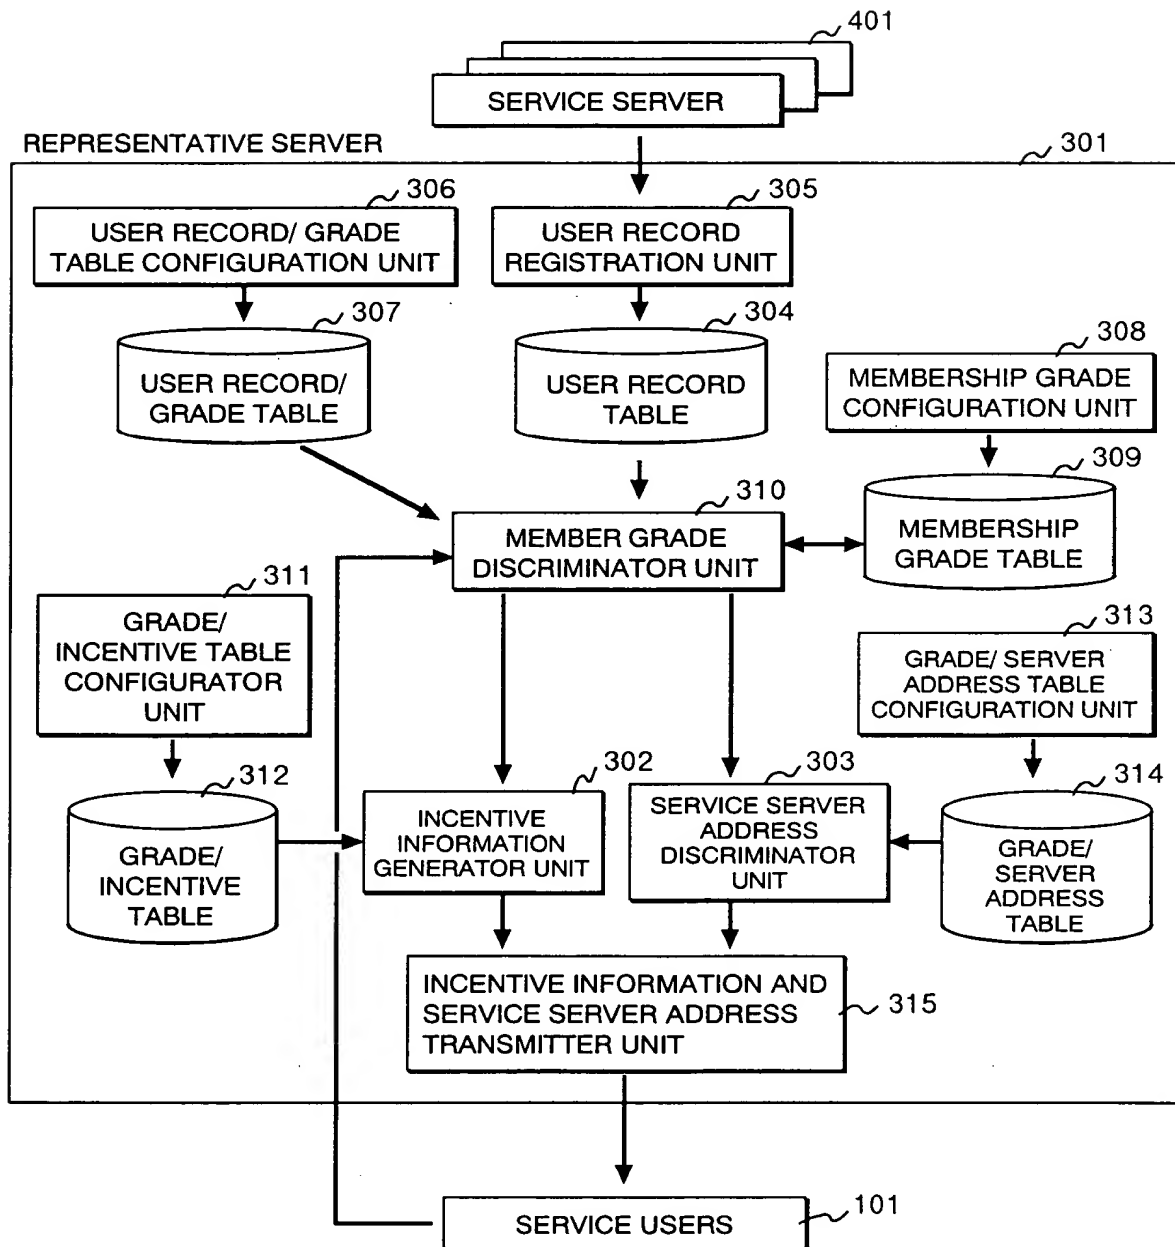 401
SERVICE SERVER
REPRESENTATIVE SERVER
301
306
305
USER RECORD/ GRADE
TABLE CONFIGURATION UNIT
USER RECORD
REGISTRATION UNIT
307
304
308
USER RECORD/
GRADE TABLE
USER RECORD
TABLE
MEMBERSHIP GRADE
CONFIGURATION UNIT
309
310
MEMBER GRADE
DISCRIMINATOR UNIT
MEMBERSHIP
GRADE TABLE
311
GRADE/
INCENTIVE TABLE
CONFIGURATOR
UNIT
313
GRADE/ SERVER
ADDRESS TABLE
CONFIGURATION UNIT
312
302
303
314
GRADE/
INCENTIVE
TABLE
INCENTIVE
INFORMATION
GENERATOR UNIT
SERVICE SERVER
ADDRESS
DISCRIMINATOR
UNIT
GRADE/
SERVER
ADDRESS
TABLE
INCENTIVE INFORMATION AND
SERVICE SERVER ADDRESS
TRANSMITTER UNIT
315
SERVICE USERS
101